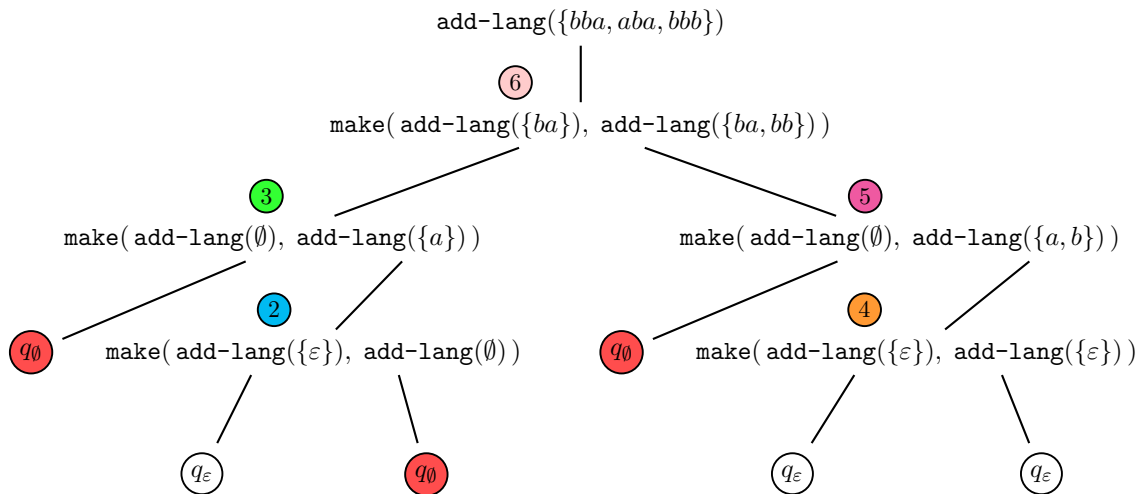 add-lang({bba, aba, bbb})
6
make( add-lang({ba}), add-lang({ba, bb}) )
3 5
make( add-lang(∅), add-lang({a}) ) make( add-lang(∅), add-lang({a, b}) )
2 4
q∅ make( add-lang({ε}), add-lang(∅) ) q∅ make( add-lang({ε}), add-lang({ε}) )
qε q∅ qε qε